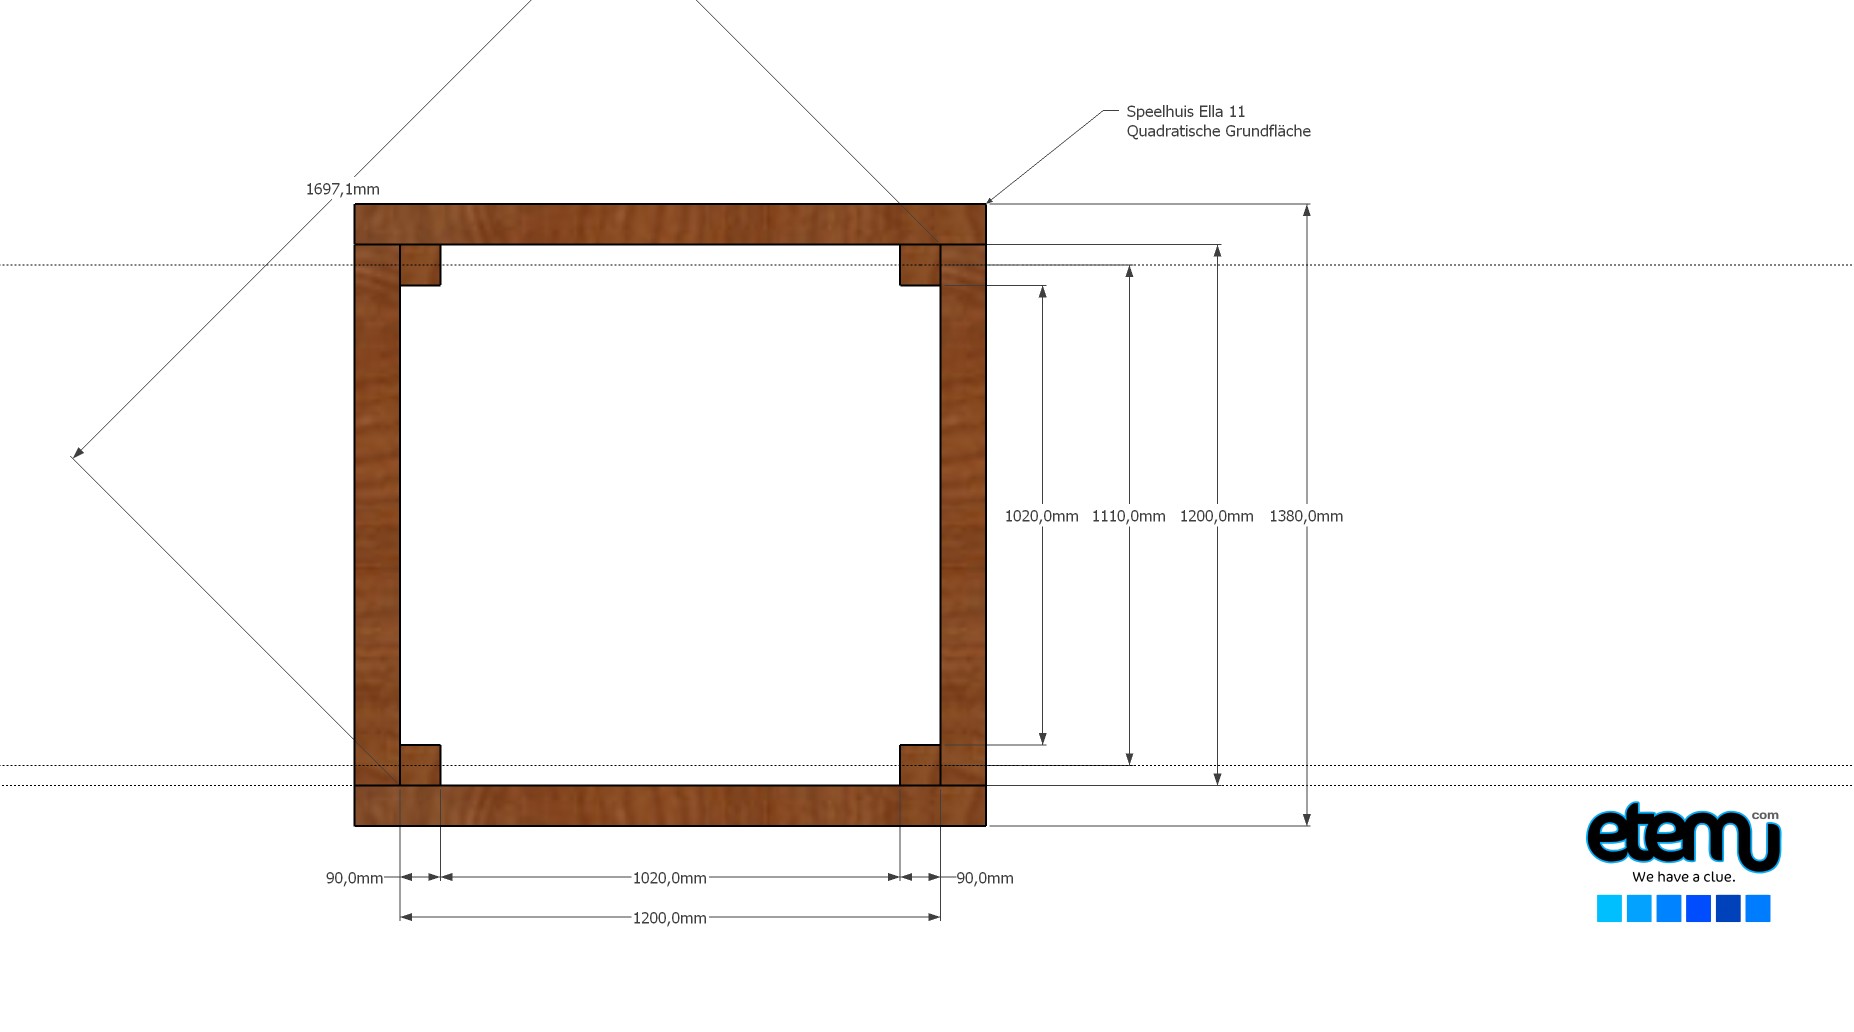 Speelhuis Ella 11
Quadratische Grundfläche
1697,1mm
1020,0mm 1110,0mm 1200,0mm 1380,0mm
90,0mm 1020,0mm 90,0mm
1200,0mm
etemu com
We have a clue.